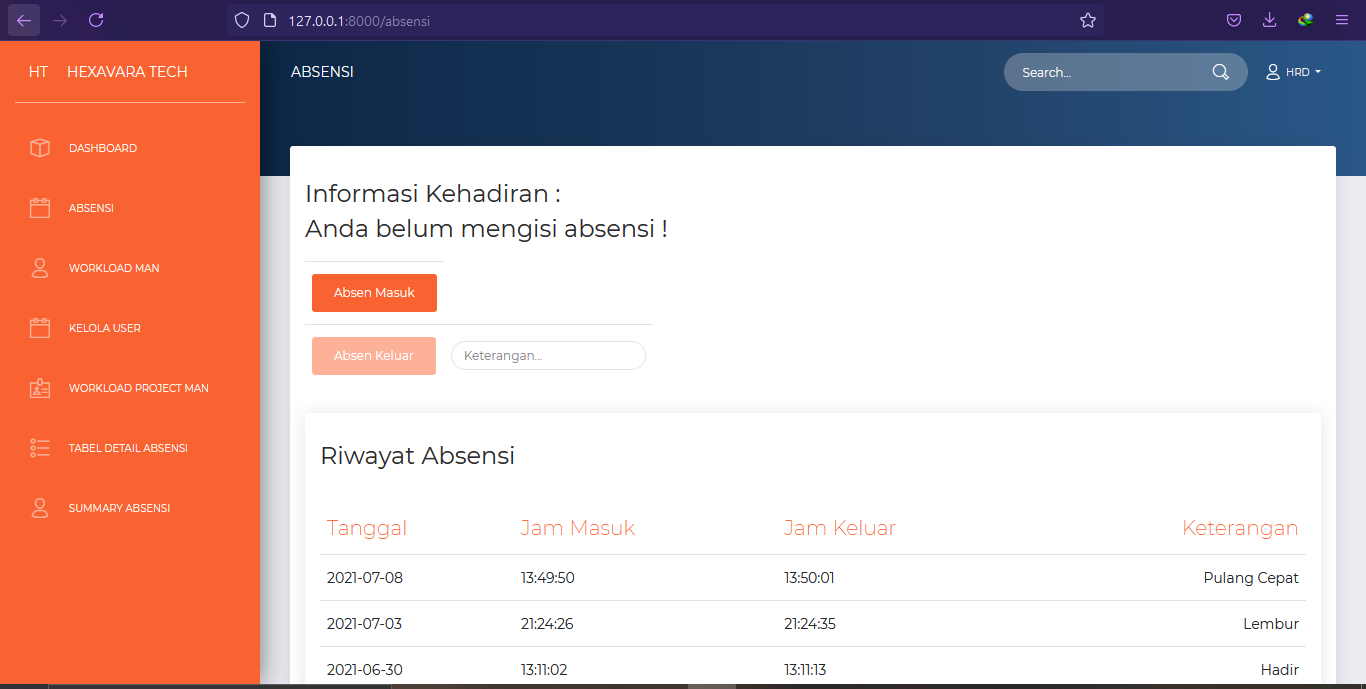 127.0.0.1:8000/absensi
HT HEXAVARA TECH
ABSENSI
Search...
HRD
DASHBOARD
ABSENSI
WORKLOAD MAN
KELOLA USER
WORKLOAD PROJECT MAN
TABEL DETAIL ABSENSI
SUMMARY ABSENSI
Informasi Kehadiran :
Anda belum mengisi absensi !
Absen Masuk
Absen Keluar Keterangan...
Riwayat Absensi
Tanggal Jam Masuk Jam Keluar Keterangan
2021-07-08 13:49:50 13:50:01 Pulang Cepat
2021-07-03 21:24:26 21:24:35 Lembur
2021-06-30 13:11:02 13:11:13 Hadir